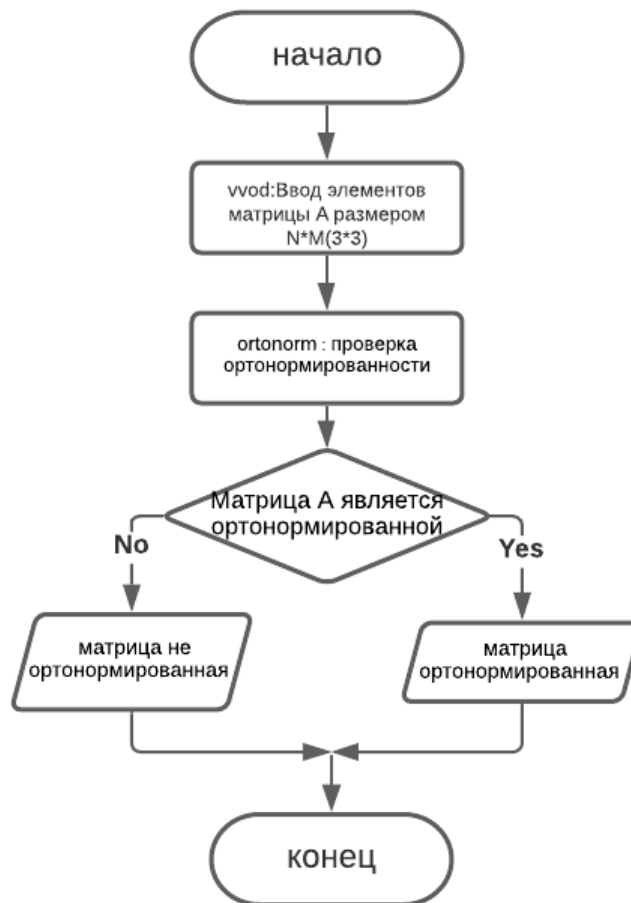 начало
vvod:Ввод элементов
матрицы А размером
N*M(3*3)
ortonorm : проверка
ортонормированности
Матрица А является
ортонормированной
No
Yes
матрица не
ортонормированная
матрица
ортонормированная
конец